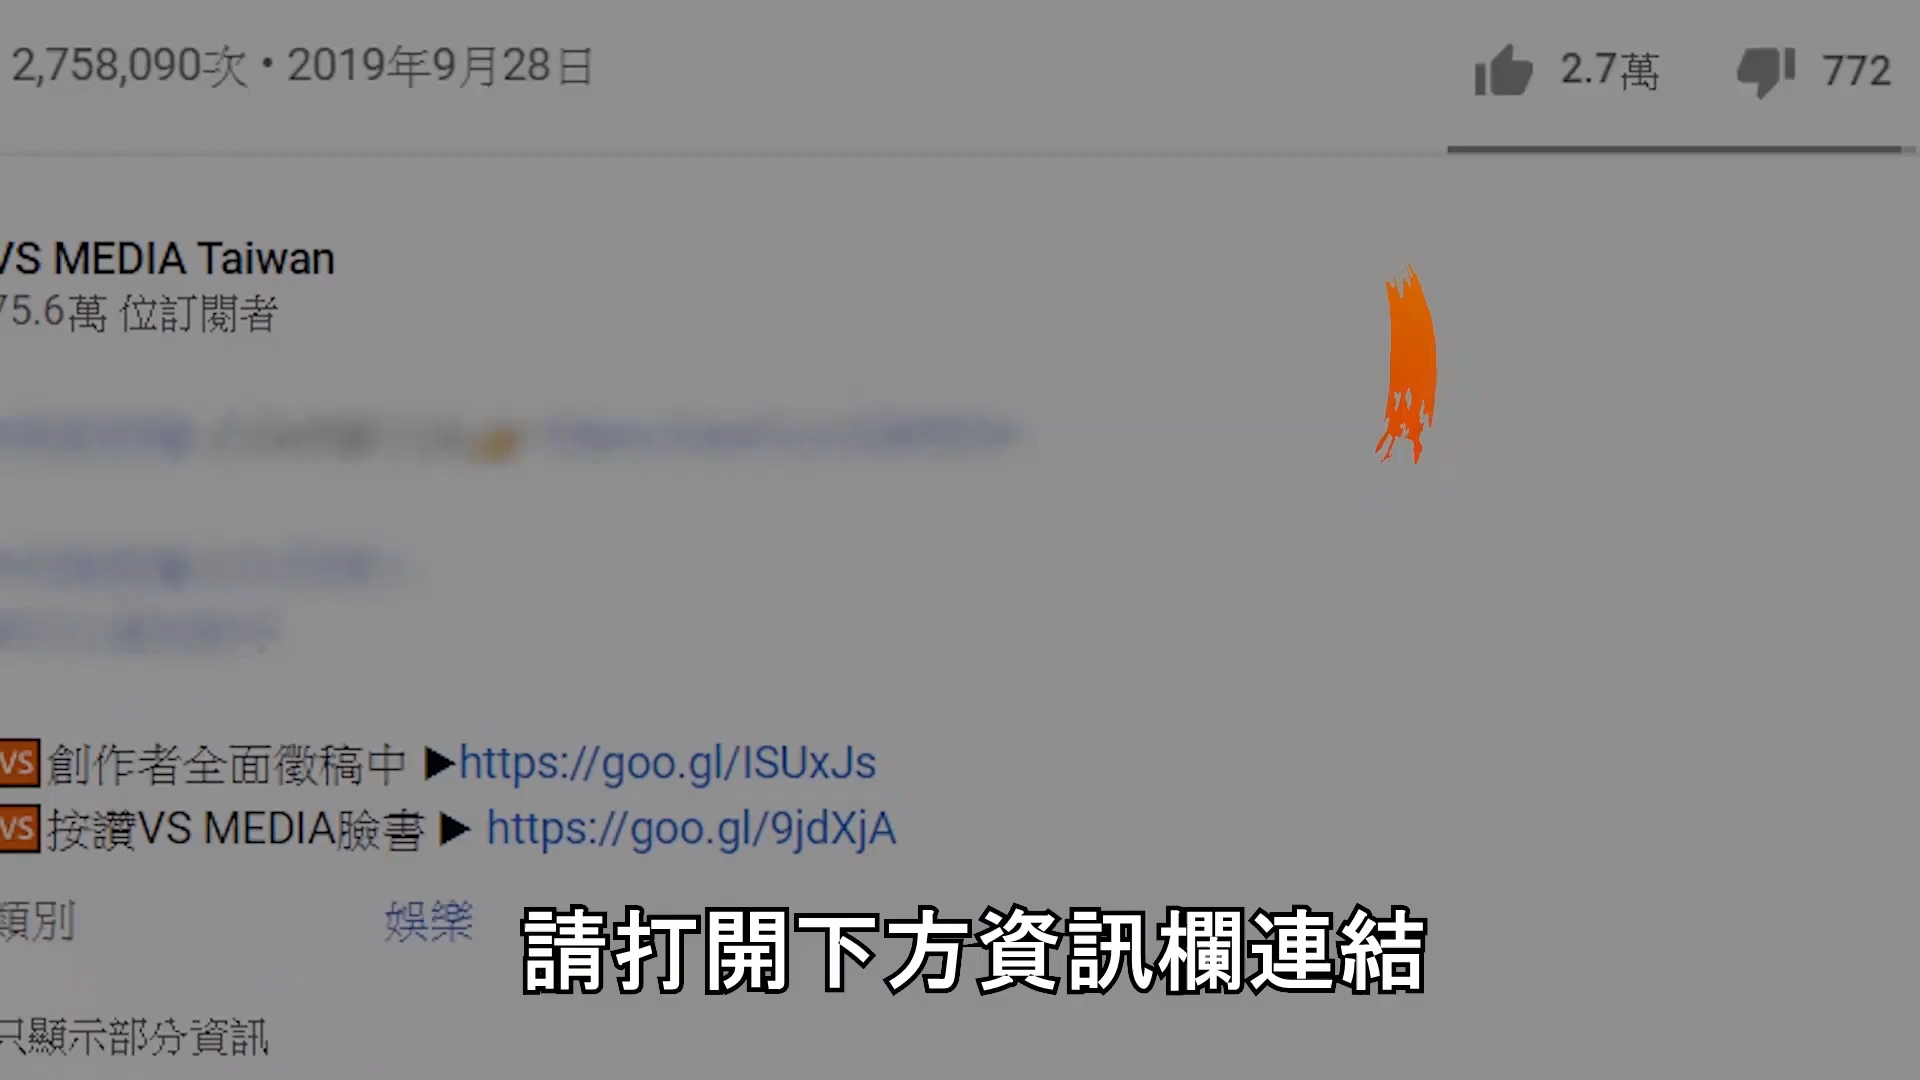 2,758,090次 • 2019年9月28日
2.7萬
772
VS MEDIA Taiwan
75.6萬 位訂閱者
VS 創作者全面徵稿中 ▶https://goo.gl/ISUxJs
VS 按讚VS MEDIA臉書 ▶ https://goo.gl/9jdXjA
類別 娛樂
請打開下方資訊欄連結
只顯示部分資訊